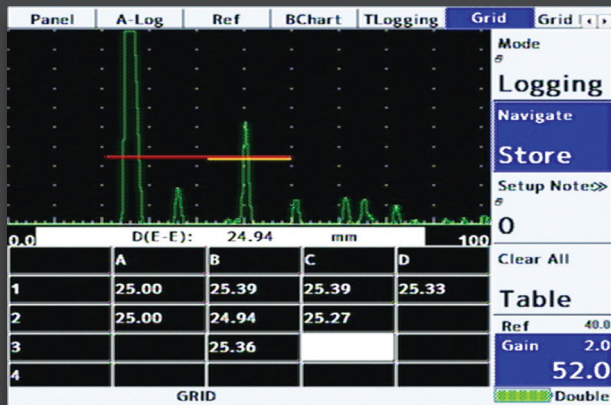 Panel A-Log Ref BChart TLogging Grid Grid
Mode
Logging
Navigate
Store
Setup Notes
0
Clear All
Table
Ref 40.0
Gain 2.0
52.0
Double
0.0 D(E-E): 24.94 mm 100
A B C D
1 25.00 25.39 25.39 25.33
2 25.00 24.94 25.27
3 25.36
4
GRID